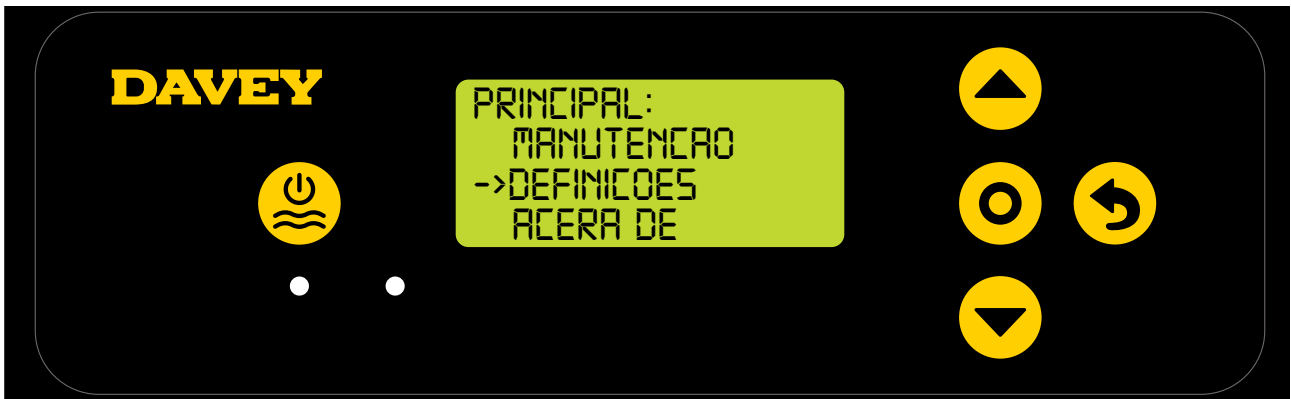 DAVEY
PRINCIPAL:
MANUTENCAO
->DEFINICOES
ACERA DE